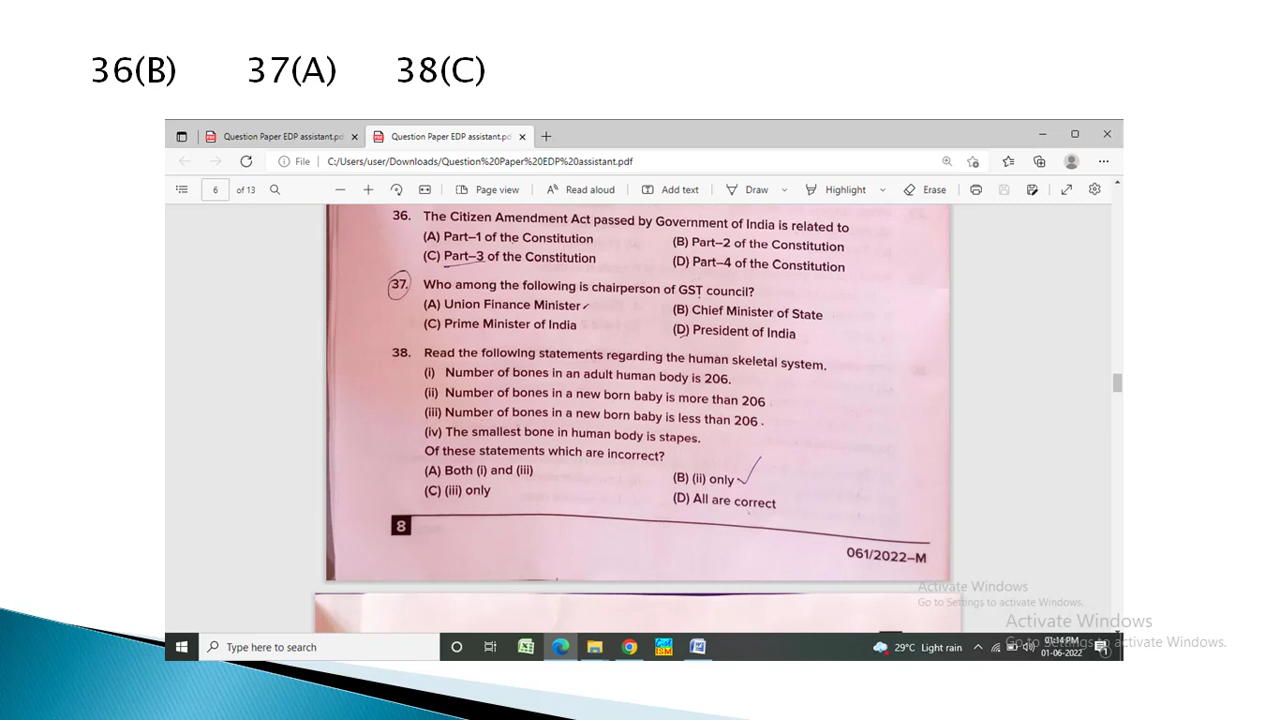 36(B) 37(A) 38(C)
Question Paper EDP assistant.pd
Question Paper EDP assistant.pd
File
C:/Users/user/Downloads/Question%20Paper%20EDP%20assistant.pdf
6 of 13
Page view
Read aloud
Add text
Draw
Highlight
Erase
36. The Citizen Amendment Act passed by Government of India is related to
(A) Part–1 of the Constitution (B) Part–2 of the Constitution
(C) Part–3 of the Constitution (D) Part–4 of the Constitution
37. Who among the following is chairperson of GST council?
(A) Union Finance Minister (B) Chief Minister of State
(C) Prime Minister of India (D) President of India
38. Read the following statements regarding the human skeletal system.
(i) Number of bones in an adult human body is 206.
(ii) Number of bones in a new born baby is more than 206
(iii) Number of bones in a new born baby is less than 206 .
(iv) The smallest bone in human body is stapes.
Of these statements which are incorrect?
(A) Both (i) and (iii) (B) (ii) only
(C) (iii) only (D) All are correct
8
061/2022–M
Activate Windows
Go to Settings to activate Windows.
Activate Windows
Go to Settings to activate Windows.
Type here to search
29°C Light rain
01:14 PM
01-06-2022